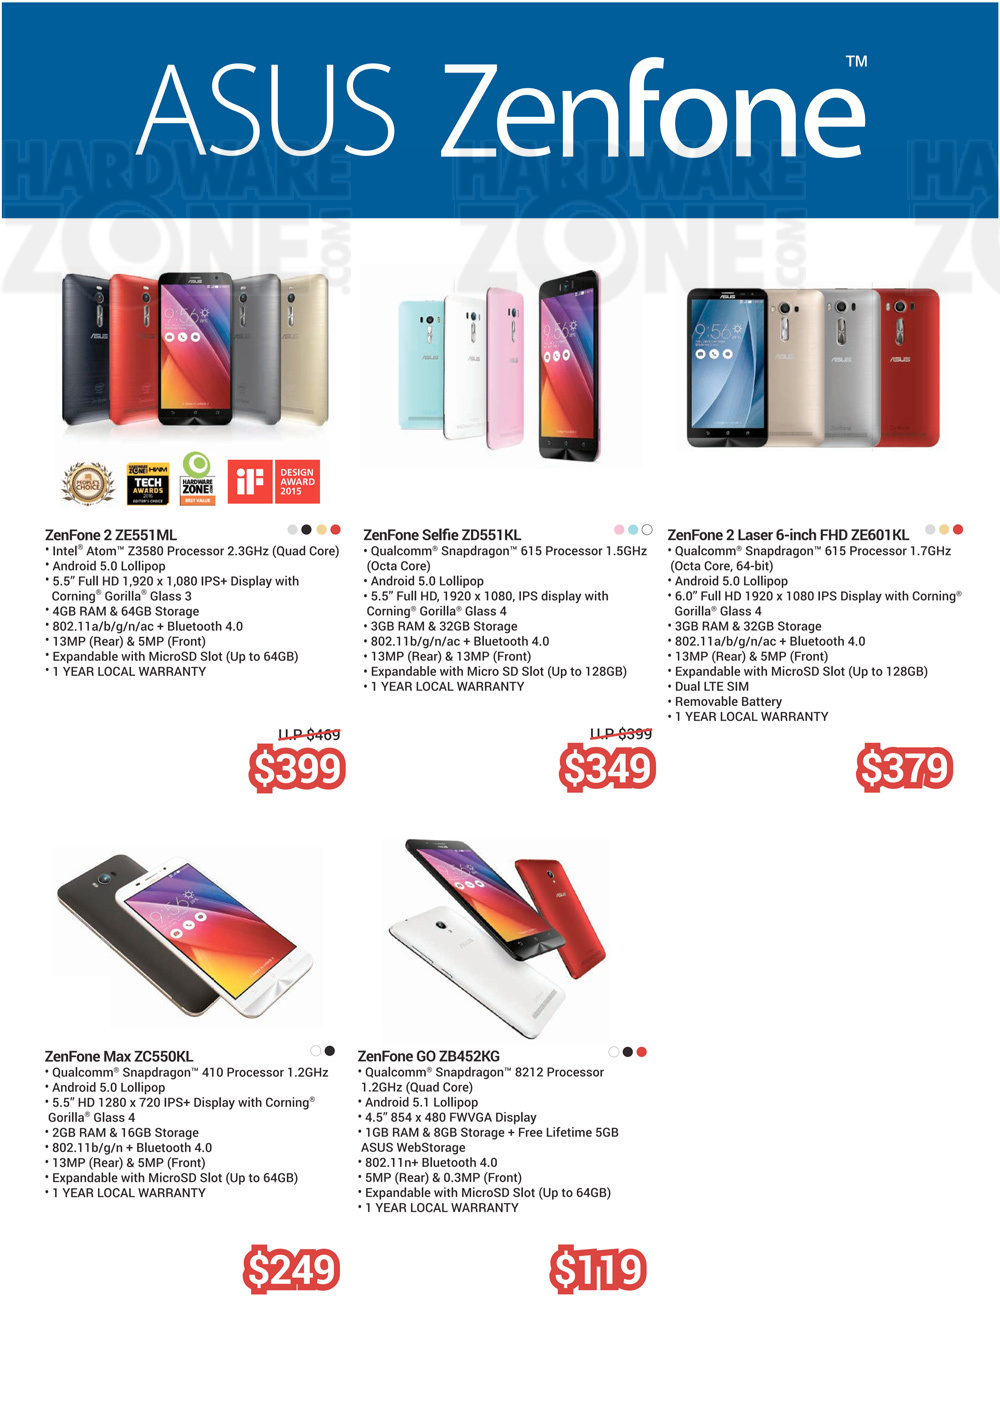 ASUS Zenfone™
HARDWARE
ZONE.COM
HARDWARE
ZONE.COM
PEOPLE'S
CHOICE
HARDWARE
ZONE HWM
TECH
AWARDS
2016
EDITOR'S CHOICE
HARDWARE
ZONE
BEST VALUE
iF
DESIGN
AWARD
2015
ZenFone 2 ZE551ML
• Intel® Atom™ Z3580 Processor 2.3GHz (Quad Core)
• Android 5.0 Lollipop
• 5.5” Full HD 1,920 x 1,080 IPS+ Display with
Corning® Gorilla® Glass 3
• 4GB RAM & 64GB Storage
• 802.11a/b/g/n/ac + Bluetooth 4.0
• 13MP (Rear) & 5MP (Front)
• Expandable with MicroSD Slot (Up to 64GB)
• 1 YEAR LOCAL WARRANTY
U.P $469
$399
ZenFone Selfie ZD551KL
• Qualcomm® Snapdragon™ 615 Processor 1.5GHz
(Octa Core)
• Android 5.0 Lollipop
• 5.5” Full HD, 1920 x 1080, IPS display with
Corning® Gorilla® Glass 4
• 3GB RAM & 32GB Storage
• 802.11b/g/n/ac + Bluetooth 4.0
• 13MP (Rear) & 13MP (Front)
• Expandable with Micro SD Slot (Up to 128GB)
• 1 YEAR LOCAL WARRANTY
U.P $399
$349
ZenFone 2 Laser 6-inch FHD ZE601KL
• Qualcomm® Snapdragon™ 615 Processor 1.7GHz
(Octa Core, 64-bit)
• Android 5.0 Lollipop
• 6.0” Full HD 1920 x 1080 IPS Display with Corning®
Gorilla® Glass 4
• 3GB RAM & 32GB Storage
• 802.11a/b/g/n/ac + Bluetooth 4.0
• 13MP (Rear) & 5MP (Front)
• Expandable with MicroSD Slot (Up to 128GB)
• Dual LTE SIM
• Removable Battery
• 1 YEAR LOCAL WARRANTY
$379
ZenFone Max ZC550KL
• Qualcomm® Snapdragon™ 410 Processor 1.2GHz
• Android 5.0 Lollipop
• 5.5” HD 1280 x 720 IPS+ Display with Corning®
Gorilla® Glass 4
• 2GB RAM & 16GB Storage
• 802.11b/g/n + Bluetooth 4.0
• 13MP (Rear) & 5MP (Front)
• Expandable with MicroSD Slot (Up to 64GB)
• 1 YEAR LOCAL WARRANTY
$249
ZenFone GO ZB452KG
• Qualcomm® Snapdragon™ 8212 Processor
1.2GHz (Quad Core)
• Android 5.1 Lollipop
• 4.5” 854 x 480 FWVGA Display
• 1GB RAM & 8GB Storage + Free Lifetime 5GB
ASUS WebStorage
• 802.11n+ Bluetooth 4.0
• 5MP (Rear) & 0.3MP (Front)
• Expandable with MicroSD Slot (Up to 64GB)
• 1 YEAR LOCAL WARRANTY
$119